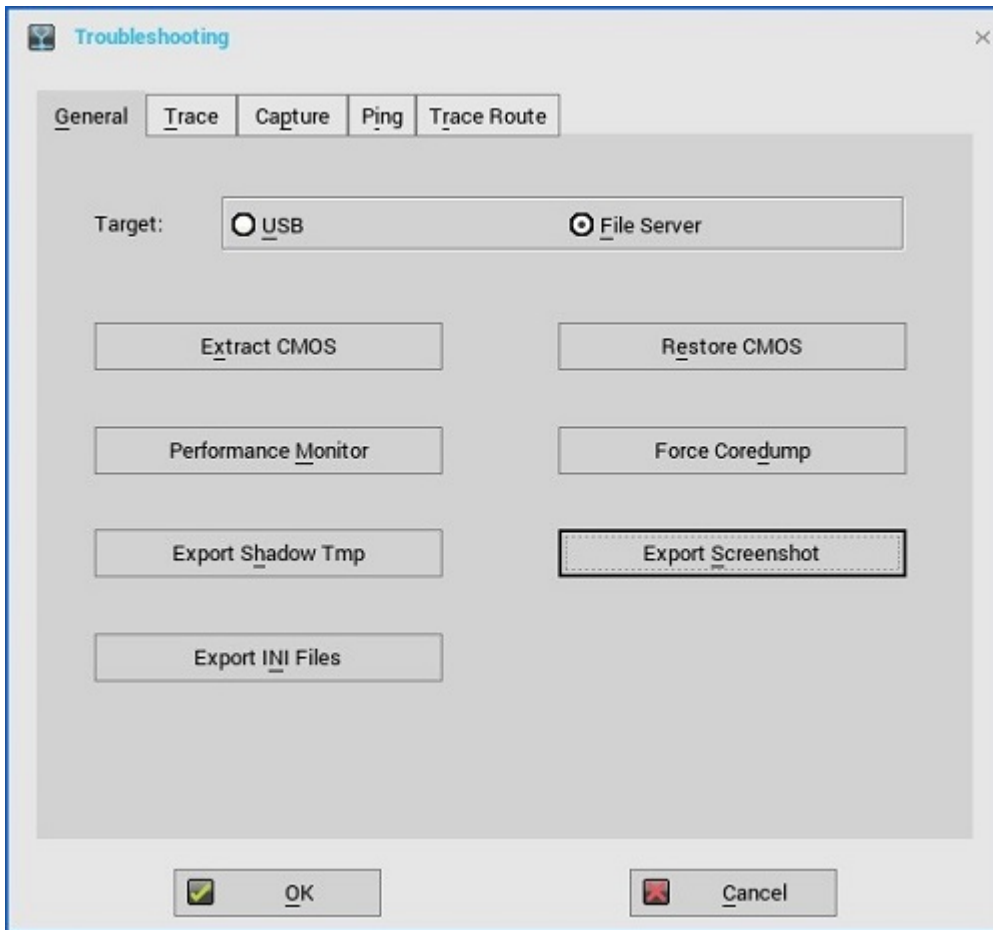 Troubleshooting
General Trace Capture Ping Trace Route
Target: USB File Server
Extract CMOS Restore CMOS
Performance Monitor Force Coredump
Export Shadow Tmp Export Screenshot
Export INI Files
OK Cancel